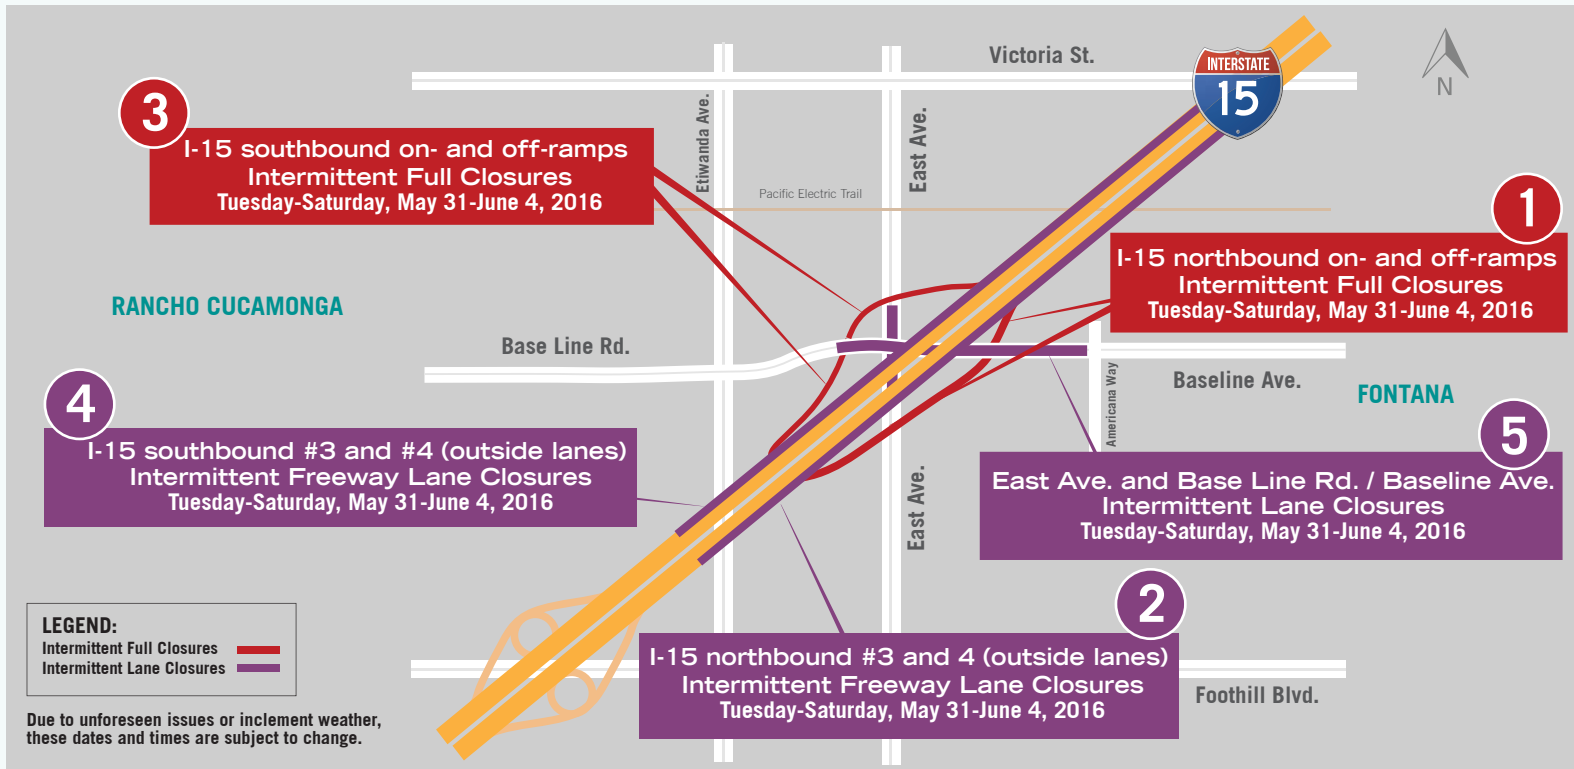 Victoria St.
INTERSTATE
15
N
3
I-15 southbound on- and off-ramps
Intermittent Full Closures
Tuesday-Saturday, May 31-June 4, 2016
Etiwanda Ave.
East Ave.
Pacific Electric Trail
1
I-15 northbound on- and off-ramps
Intermittent Full Closures
Tuesday-Saturday, May 31-June 4, 2016
RANCHO CUCAMONGA
Base Line Rd.
Baseline Ave.
Americana Way
FONTANA
4
I-15 southbound #3 and #4 (outside lanes)
Intermittent Freeway Lane Closures
Tuesday-Saturday, May 31-June 4, 2016
5
East Ave. and Base Line Rd. / Baseline Ave.
Intermittent Lane Closures
Tuesday-Saturday, May 31-June 4, 2016
East Ave.
2
I-15 northbound #3 and 4 (outside lanes)
Intermittent Freeway Lane Closures
Tuesday-Saturday, May 31-June 4, 2016
Foothill Blvd.
LEGEND:
Intermittent Full Closures
Intermittent Lane Closures
Due to unforeseen issues or inclement weather,
these dates and times are subject to change.